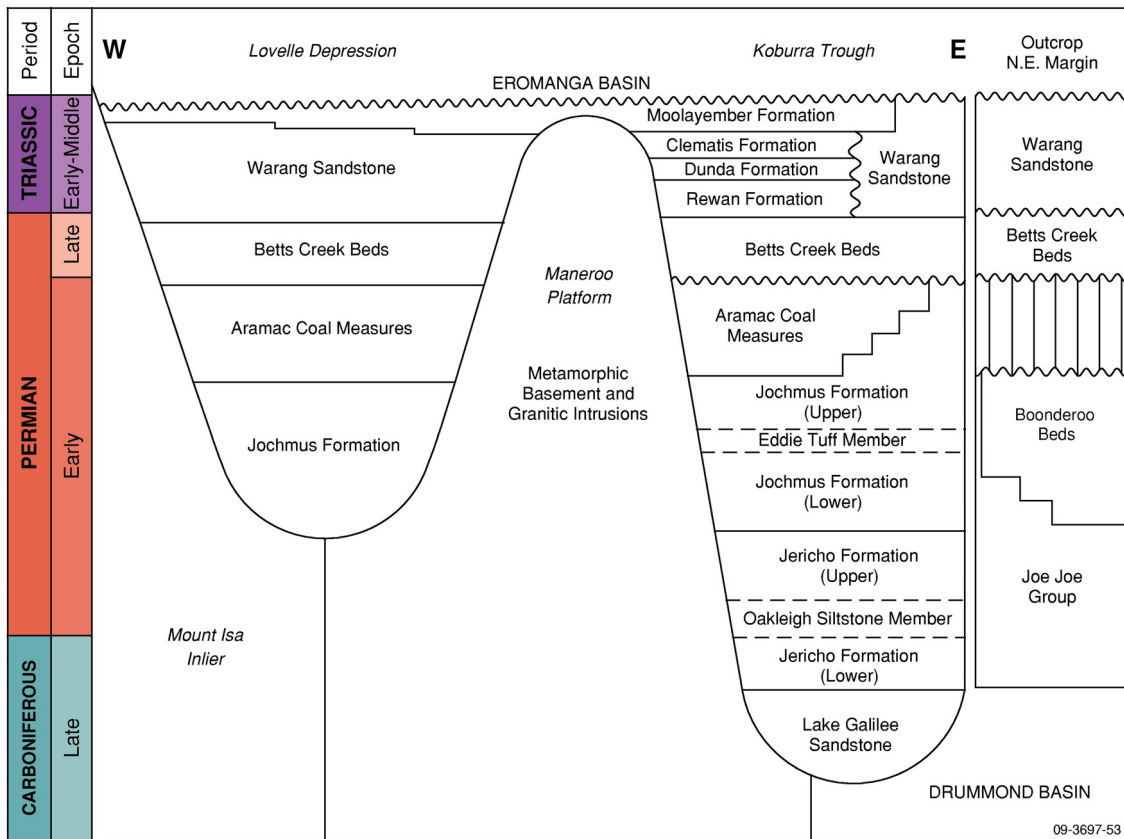 Period
Epoch
W
Lovelle Depression
Koburra Trough
E
Outcrop
N.E. Margin
EROMANGA BASIN
TRIASSIC
Early-Middle
Warang Sandstone
Moolayember Formation
Clematis Formation
Dunda Formation
Rewan Formation
Warang
Sandstone
Warang
Sandstone
PERMIAN
Late
Betts Creek Beds
Betts Creek Beds
Betts Creek
Beds
Maneroo
Platform
Early
Aramac Coal Measures
Aramac Coal
Measures
Metamorphic
Basement and
Granitic Intrusions
Jochmus Formation
Jochmus Formation
(Upper)
Eddie Tuff Member
Jochmus Formation
(Lower)
Boonderoo
Beds
Jericho Formation
(Upper)
Oakleigh Siltstone Member
Joe Joe
Group
CARBONIFEROUS
Late
Mount Isa
Inlier
Jericho Formation
(Lower)
Lake Galilee
Sandstone
DRUMMOND BASIN
09-3697-53